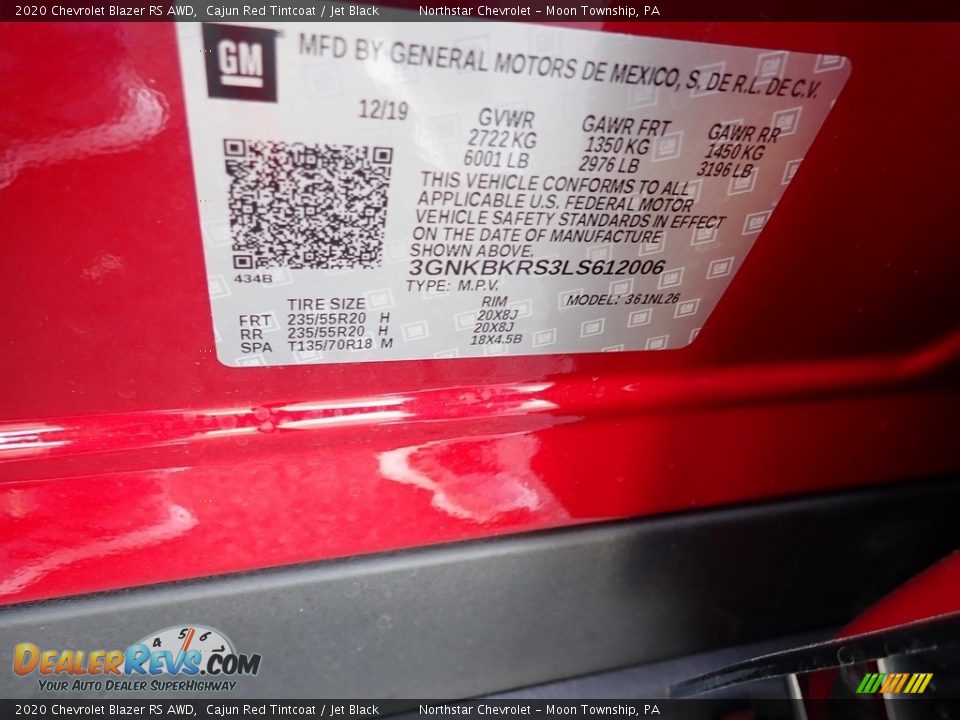 2020 Chevrolet Blazer RS AWD, Cajun Red Tintcoat / Jet Black Northstar Chevrolet - Moon Township, PA
GM
MFD BY GENERAL MOTORS DE MEXICO, S. DE R.L. DE C.V.
12/19 GVWR GAWR FRT GAWR RR
2722 KG 1350 KG 1450 KG
6001 LB 2976 LB 3196 LB
THIS VEHICLE CONFORMS TO ALL
APPLICABLE U.S. FEDERAL MOTOR
VEHICLE SAFETY STANDARDS IN EFFECT
ON THE DATE OF MANUFACTURE
SHOWN ABOVE.
434B 3GNKBKRS3LS612006
TYPE: M.P.V. MODEL: 361NL26
TIRE SIZE RIM
FRT 235/55R20 H 20X8J
RR 235/55R20 H 20X8J
SPA T135/70R18 M 18X4.5B
4 5 6
DEALERREVS.COM
YOUR AUTO DEALER SUPERHIGHWAY
2020 Chevrolet Blazer RS AWD, Cajun Red Tintcoat / Jet Black Northstar Chevrolet - Moon Township, PA